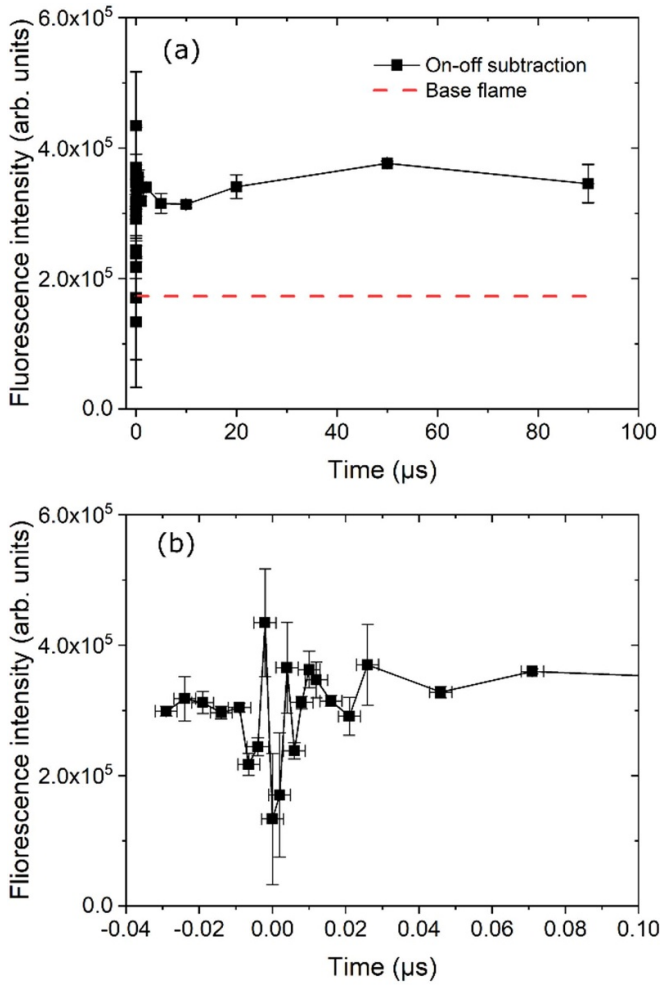 6.0x10⁵
(a)
On-off subtraction
Base flame
4.0x10⁵
2.0x10⁵
0.0
Fluorescence intensity (arb. units)
0 20 40 60 80 100
Time (µs)
6.0x10⁵
(b)
4.0x10⁵
2.0x10⁵
0.0
Fliorescence intensity (arb. units)
-0.04 -0.02 0.00 0.02 0.04 0.06 0.08 0.10
Time (µs)